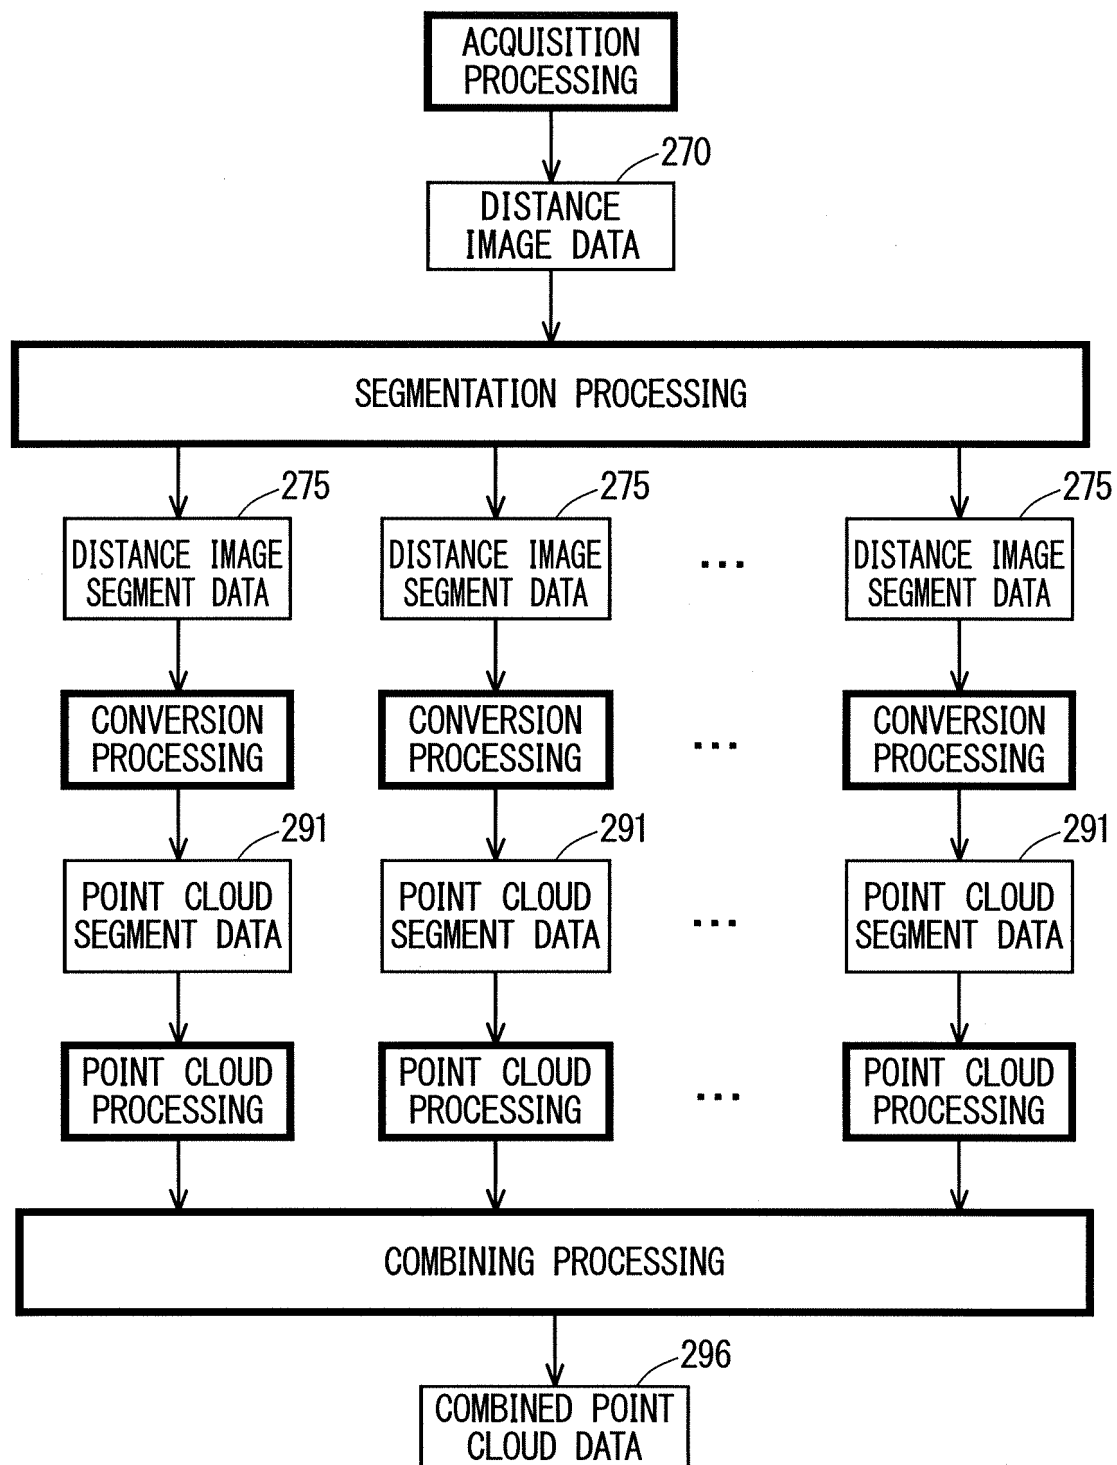 ACQUISITION
PROCESSING
270
DISTANCE
IMAGE DATA
SEGMENTATION PROCESSING
275
275
275
DISTANCE IMAGE
SEGMENT DATA
DISTANCE IMAGE
SEGMENT DATA
...
DISTANCE IMAGE
SEGMENT DATA
CONVERSION
PROCESSING
CONVERSION
PROCESSING
...
CONVERSION
PROCESSING
291
291
291
POINT CLOUD
SEGMENT DATA
POINT CLOUD
SEGMENT DATA
...
POINT CLOUD
SEGMENT DATA
POINT CLOUD
PROCESSING
POINT CLOUD
PROCESSING
...
POINT CLOUD
PROCESSING
COMBINING PROCESSING
296
COMBINED POINT
CLOUD DATA